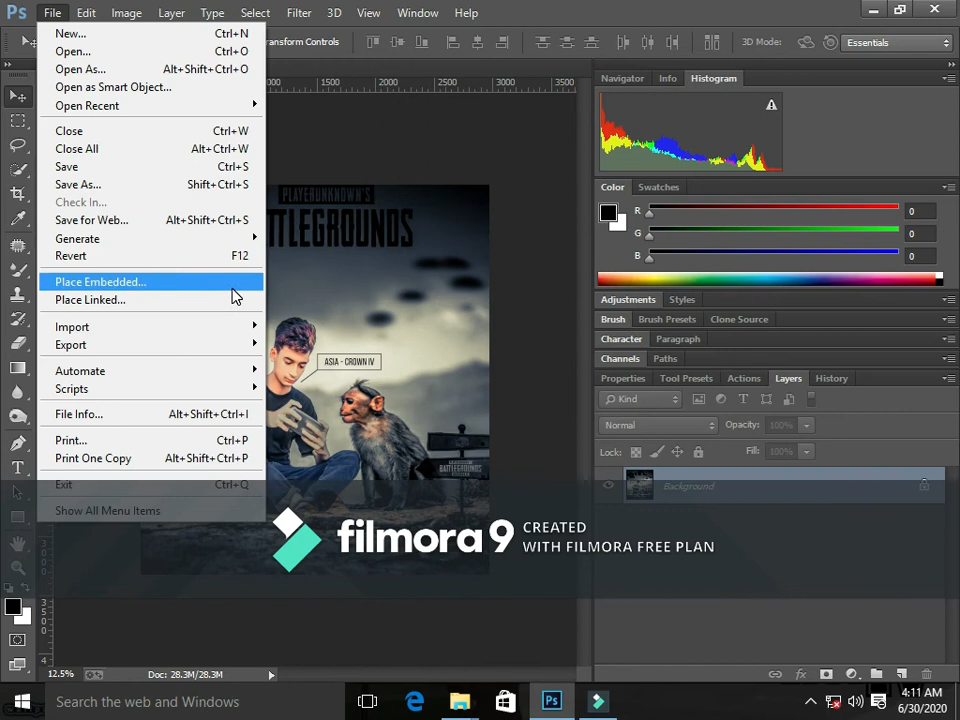 Ps File Edit Image Layer Type Select Filter 3D View Window Help
ransform Controls
3D Mode:
Essentials
New... Ctrl+N
Open... Ctrl+O
Open As... Alt+Shift+Ctrl+O
Open as Smart Object...
Open Recent
Close Ctrl+W
Close All Alt+Ctrl+W
Save Ctrl+S
Save As... Shift+Ctrl+S
Check In...
Save for Web... Alt+Shift+Ctrl+S
Generate
Revert F12
Place Embedded...
Place Linked...
Import
Export
Automate
Scripts
File Info... Alt+Shift+Ctrl+I
Print... Ctrl+P
Print One Copy Alt+Shift+Ctrl+P
Exit Ctrl+Q
Show All Menu Items
1500 2000 2500 3000 3500
PLAYERUNKNOWN'S
TTLEGROUNDS
ASIA - CROWN IV
BATTLEGROUNDS
Navigator Info Histogram
Color Swatches
R 0
G 0
B 0
Adjustments Styles
Brush Brush Presets Clone Source
Character Paragraph
Channels Paths
Properties Tool Presets Actions Layers History
Kind
Normal Opacity: 100%
Lock: Fill: 100%
Background
filmora9 CREATED
WITH FILMORA FREE PLAN
12.5% Doc: 28.3M/28.3M
Search the web and Windows
Ps
4:11 AM
6/30/2020